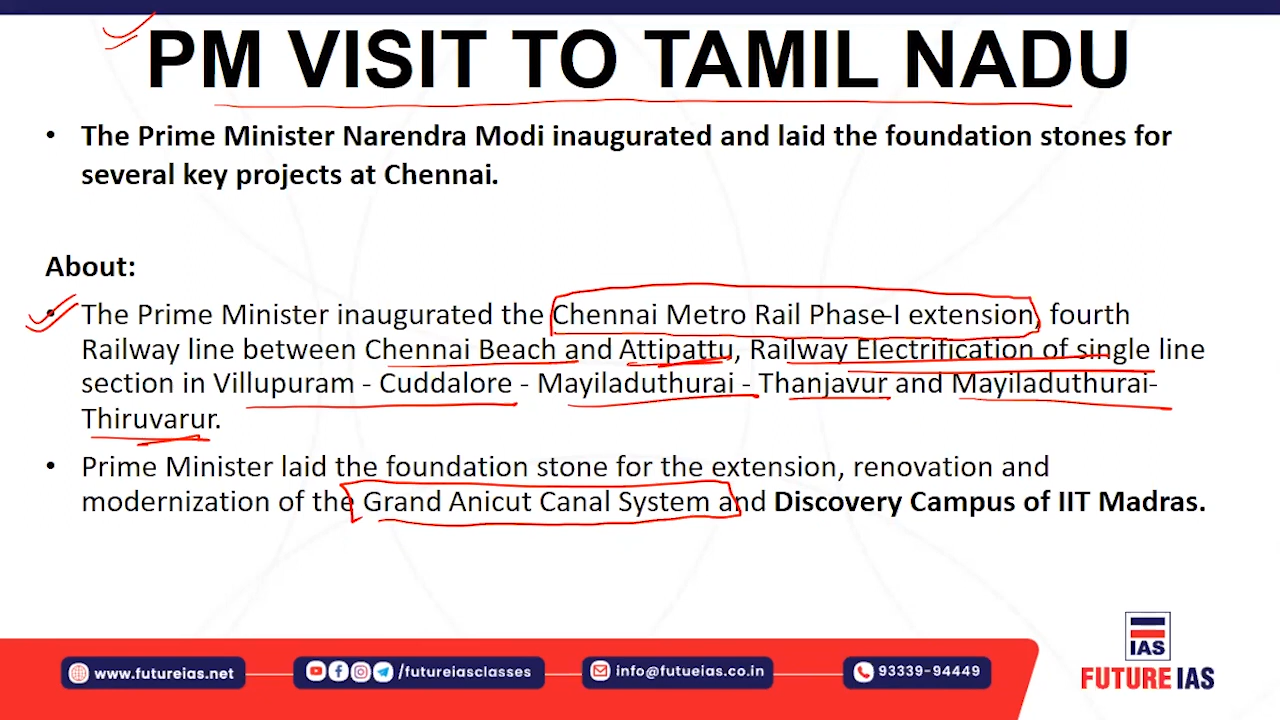 PM VISIT TO TAMIL NADU
• The Prime Minister Narendra Modi inaugurated and laid the foundation stones for
several key projects at Chennai.
About:
• The Prime Minister inaugurated the Chennai Metro Rail Phase-I extension, fourth
Railway line between Chennai Beach and Attipattu, Railway Electrification of single line
section in Villupuram - Cuddalore - Mayiladuthurai - Thanjavur and Mayiladuthurai-
Thiruvarur.
• Prime Minister laid the foundation stone for the extension, renovation and
modernization of the Grand Anicut Canal System and Discovery Campus of IIT Madras.
www.futureias.net
/futureiasclasses
info@futueias.co.in
93339-94449
IAS
FUTURE IAS